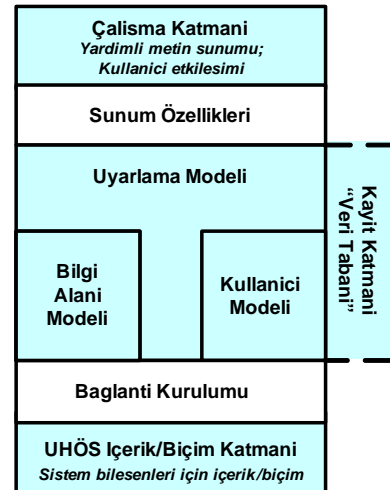 Çalisma Katmani
Yardimli metin sunumu;
Kullanici etkilesimi
Sunum Özellikleri
Uyarlama Modeli
Bilgi
Alani
Modeli
Kullanici
Modeli
Kayit Katmani
“Veri Tabani”
Baglanti Kurulumu
UHÖS Içerik/Biçim Katmani
Sistem bilesenleri için içerik/biçim